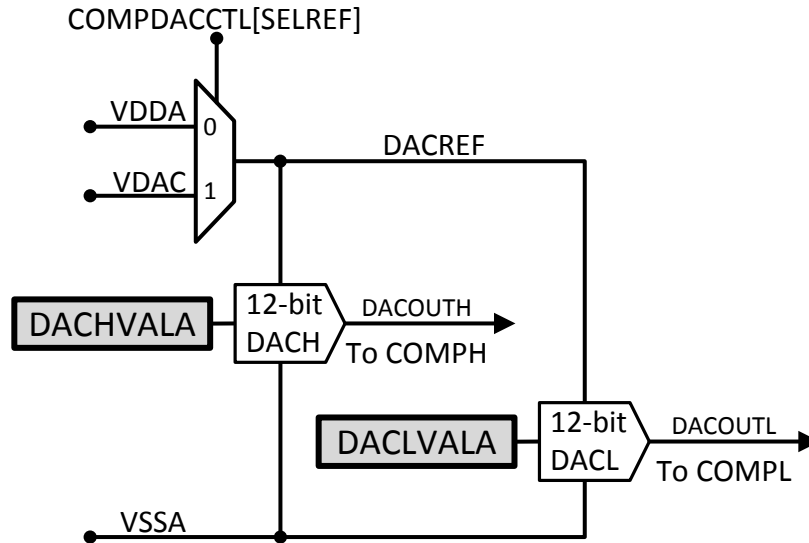 COMPDACCTL[SELREF]
VDDA
0
DACREF
VDAC
1
DACHVALA
12-bit
DACH
DACOUTH
To COMPH
DACLVALA
12-bit
DACL
DACOUTL
To COMPL
VSSA